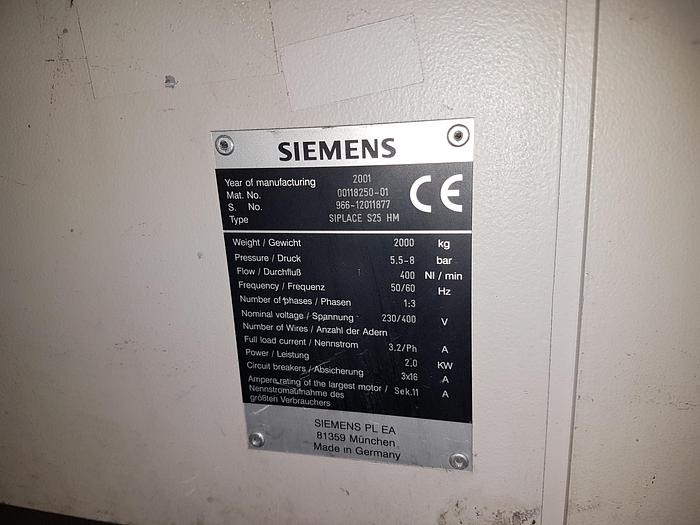 SIEMENS
Year of manufacturing 2001
Mat. No. 00118250-01
S. No. 966-12011877
Type SIPLACE S25 HM
CE
Weight / Gewicht 2000 kg
Pressure / Druck 5,5-8 bar
Flow / Durchfluß 400 Nl / min
Frequency / Frequenz 50/60 Hz
Number of phases / Phasen 1:3
Nominal voltage / Spannung 230/400 V
Number of Wires / Anzahl der Adern
Full load current / Nennstrom 3.2/Ph A
Power / Leistung 2,0 KW
Circuit breakers / Absicherung 3x16 A
Ampere rating of the largest motor / Sek.11 A
Nennstromaufnahme des
größten Verbrauchers
SIEMENS PL EA
81359 München
Made in Germany